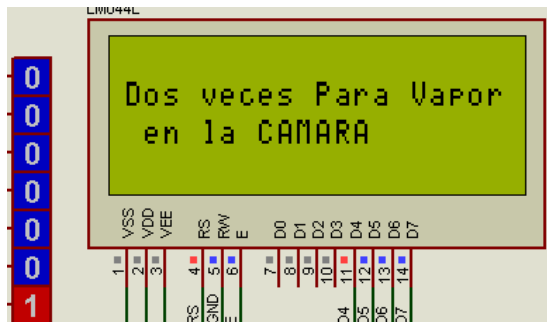 LM044L
0
0
0
0
0
0
1
Dos veces Para Vapor
en la CAMARA
VSS VDD VEE RS RW E D0 D1 D2 D3 D4 D5 D6 D7
1 2 3 4 5 6 7 8 9 10 11 12 13 14
RS GND E D4 D5 D6 D7